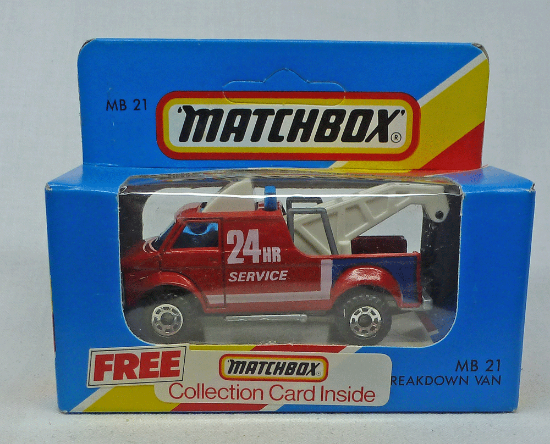 MB 21
MATCHBOX®
24HR
SERVICE
FREE
MATCHBOX®
Collection Card Inside
MB 21
REAKDOWN VAN